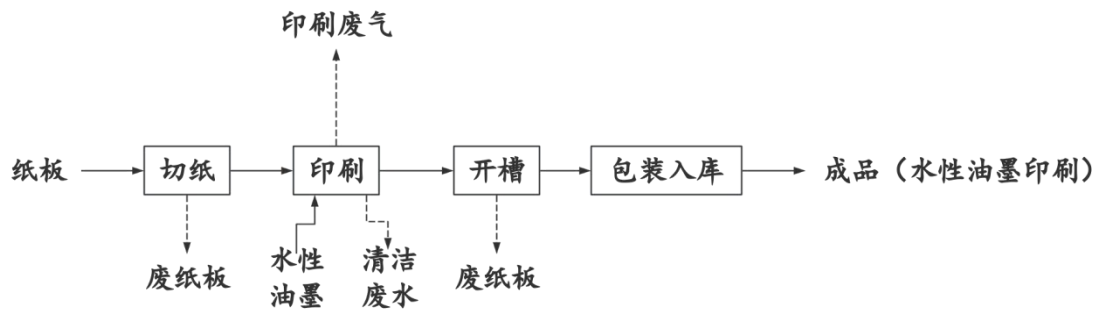 印刷废气
纸板
切纸
印刷
开槽
包装入库
成品（水性油墨印刷）
废纸板
水性
油墨
清洁
废水
废纸板